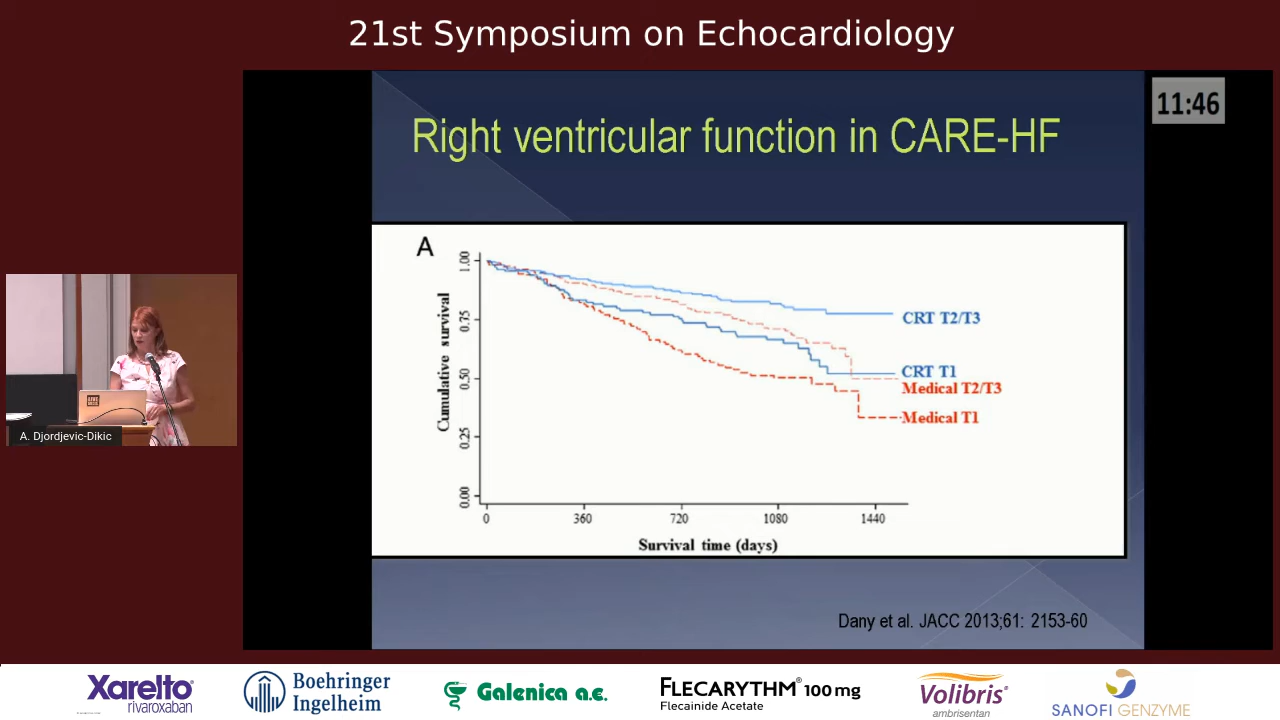 21st Symposium on Echocardiology
11:46
Right ventricular function in CARE-HF
A
Cumulative survival
1.00
0.75
0.50
0.25
0.00
CRT T2/T3
CRT T1
Medical T2/T3
Medical T1
0 360 720 1080 1440
Survival time (days)
Dany et al. JACC 2013;61: 2153-60
A. Djordjevic-Dikic
Xarelto®
rivaroxaban
Boehringer
Ingelheim
Galenica a.e.
FLECARYTHM® 100 mg
Flecainide Acetate
Volibris®
ambrisentan
SANOFI GENZYME